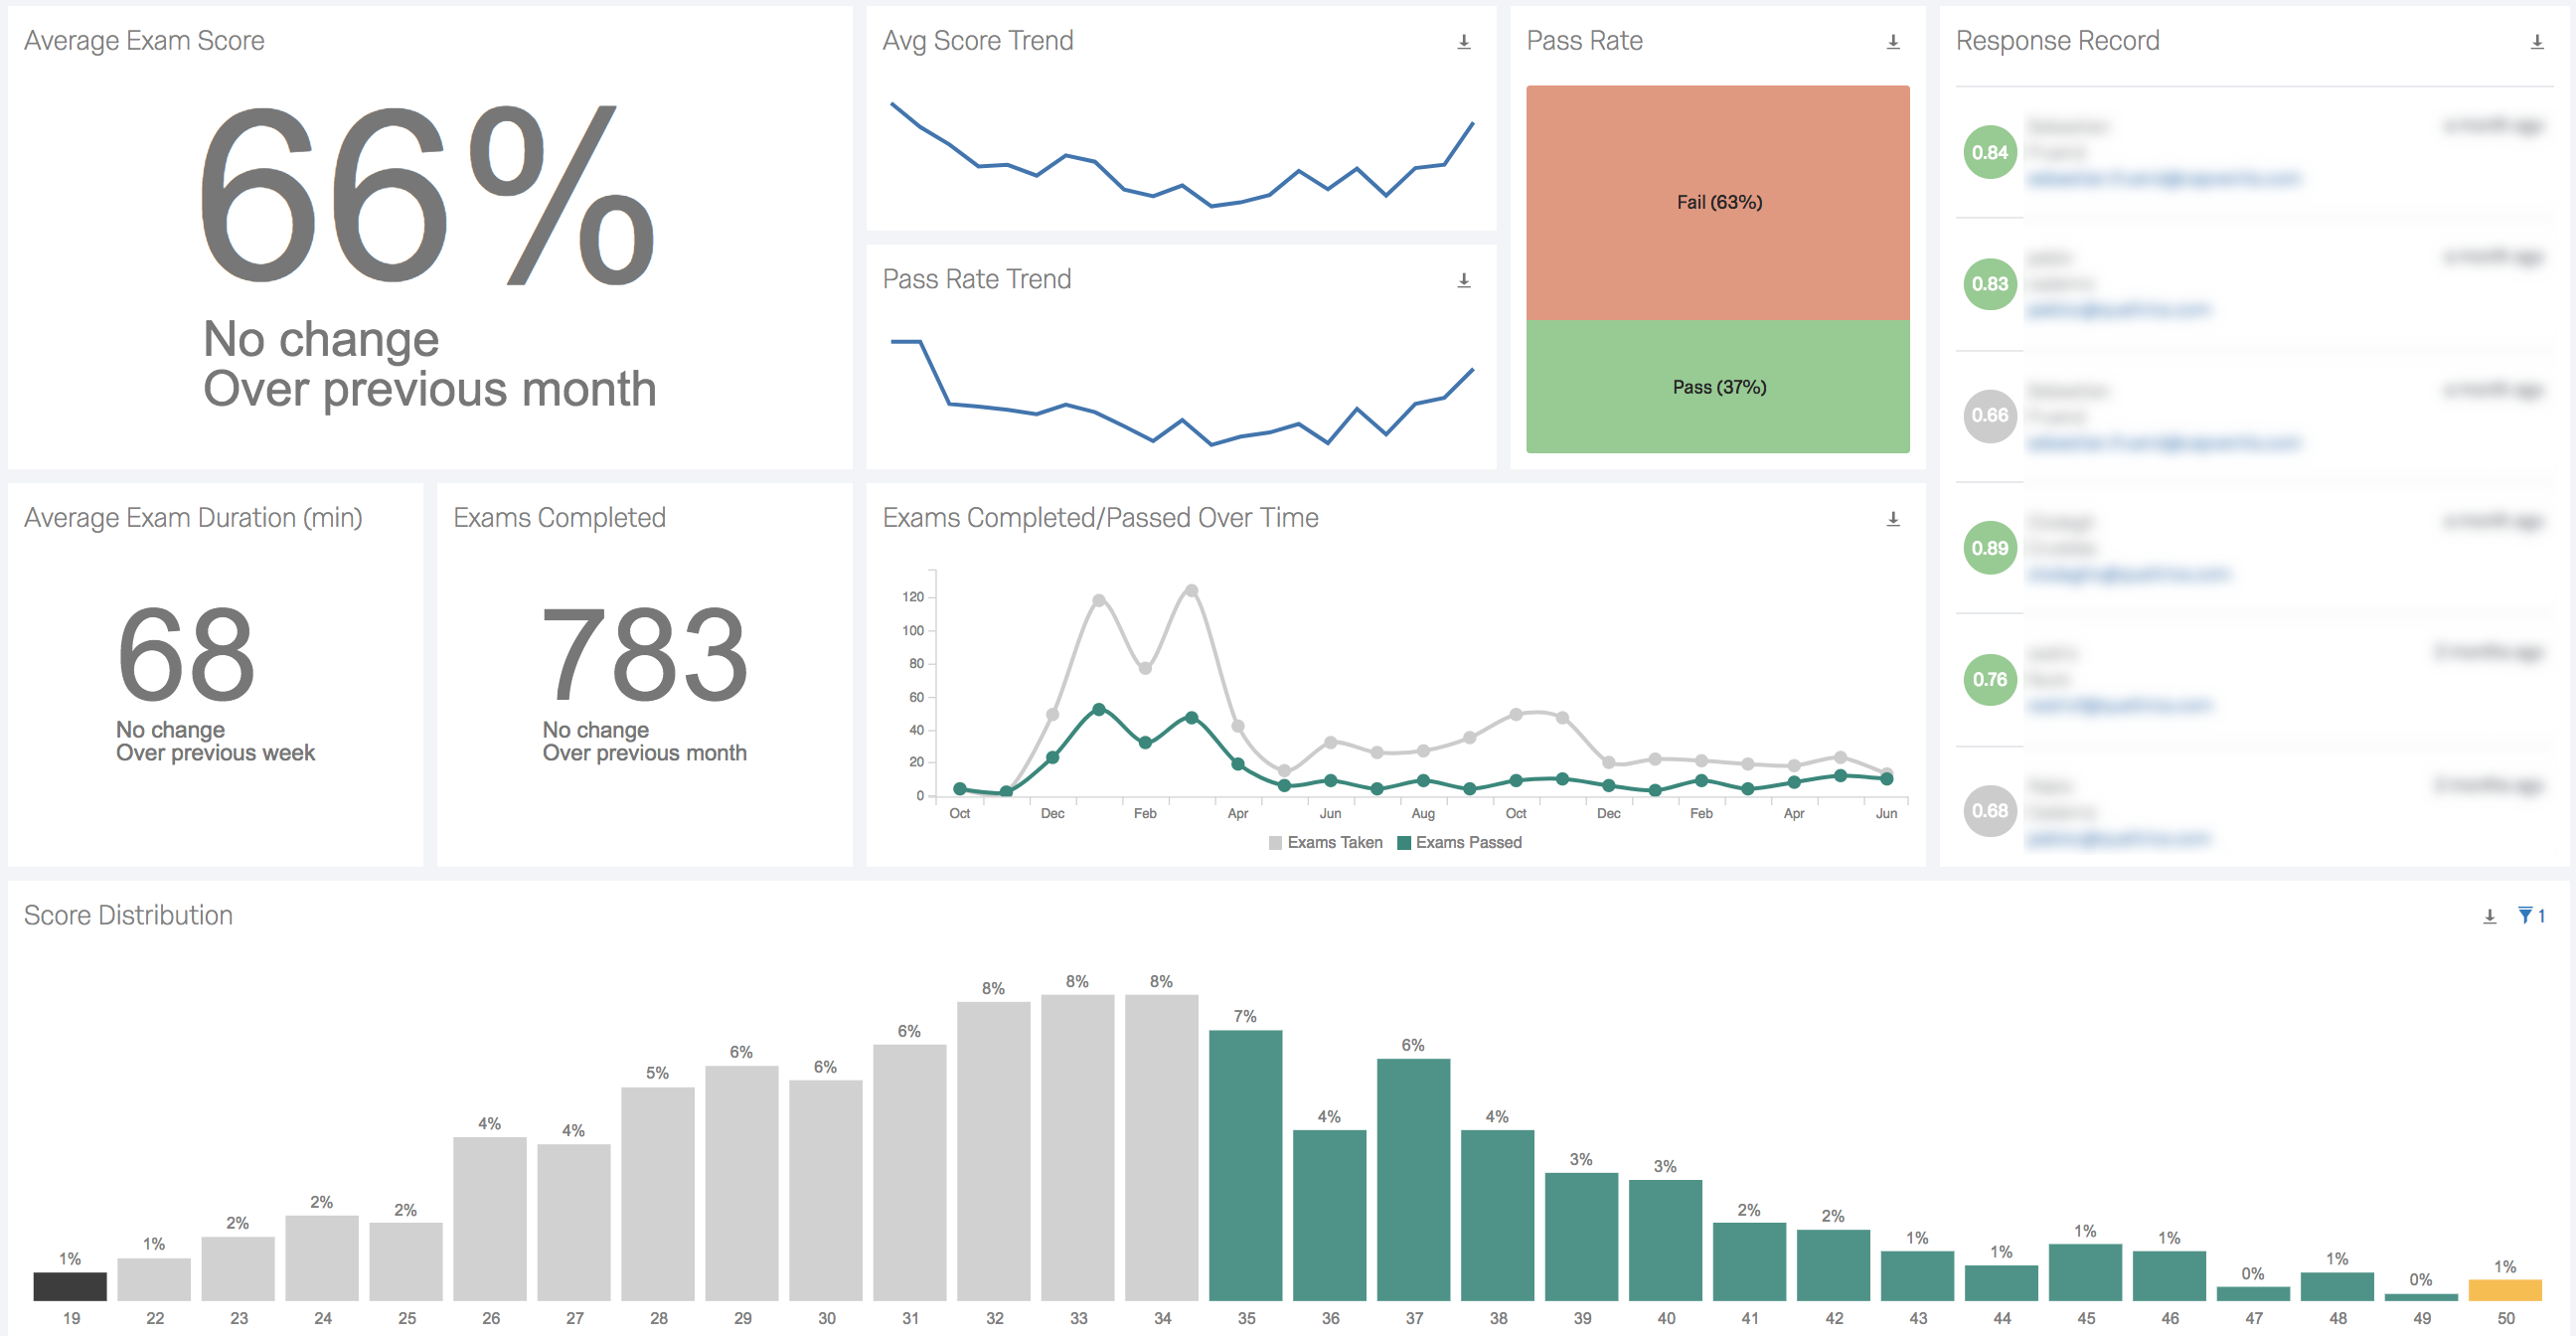 Average Exam Score
66%
No change
Over previous month
Avg Score Trend
Pass Rate Trend
Pass Rate
Fail (63%)
Pass (37%)
Response Record
0.84
0.83
0.66
0.89
0.76
0.68
Average Exam Duration (min)
68
No change
Over previous week
Exams Completed
783
No change
Over previous month
Exams Completed/Passed Over Time
120
100
80
60
40
20
0
Oct Dec Feb Apr Jun Aug Oct Dec Feb Apr Jun
Exams Taken Exams Passed
Score Distribution
1
1% 1% 2% 2% 2% 4% 4% 5% 6% 6% 6% 8% 8% 8% 7% 4% 6% 4% 3% 3% 2% 2% 1% 1% 1% 1% 0% 1% 0% 1%
19 22 23 24 25 26 27 28 29 30 31 32 33 34 35 36 37 38 39 40 41 42 43 44 45 46 47 48 49 50